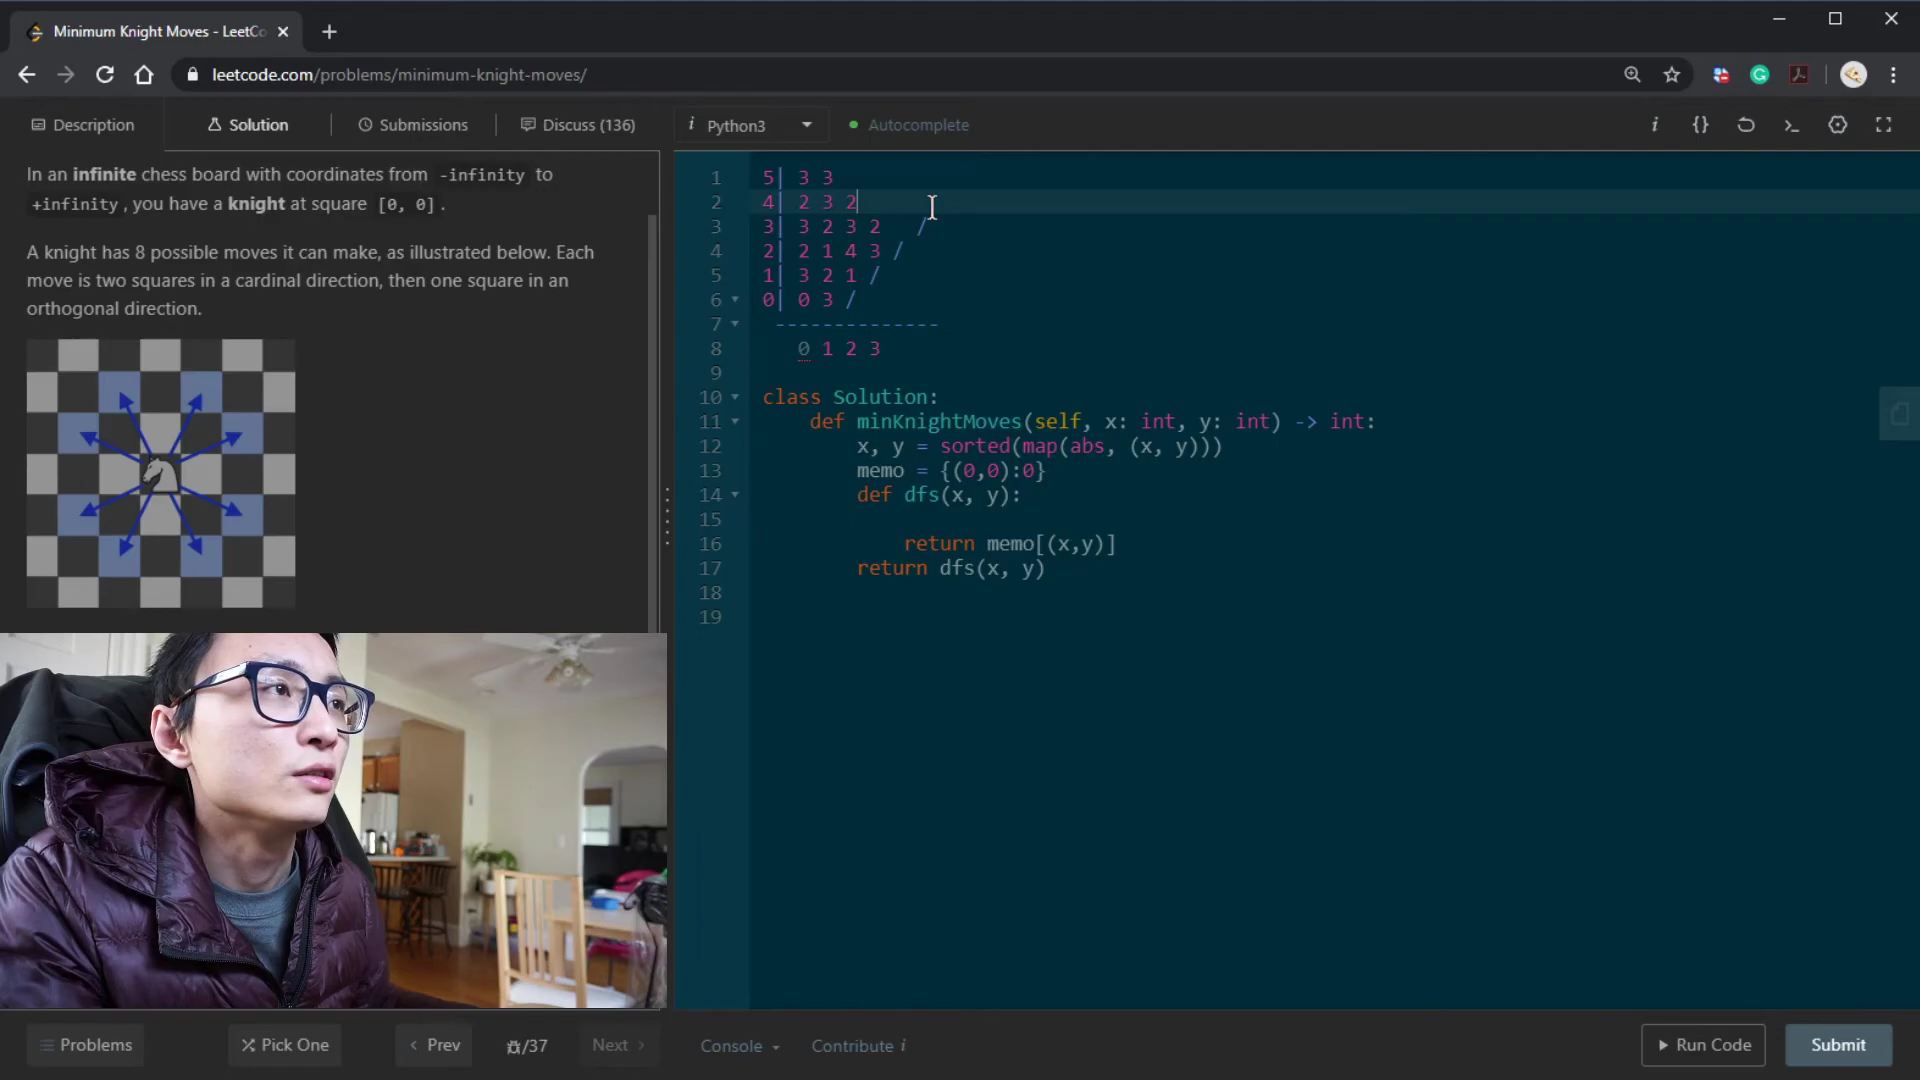 Minimum Knight Moves - LeetCo
leetcode.com/problems/minimum-knight-moves/
Description
Solution
Submissions
Discuss (136)
i Python3
Autocomplete
i {}
In an infinite chess board with coordinates from -infinity to
+infinity, you have a knight at square [0, 0].
A knight has 8 possible moves it can make, as illustrated below. Each
move is two squares in a cardinal direction, then one square in an
orthogonal direction.
1 5| 3 3
2 4| 2 3 2
3 3| 3 2 3 2 /
4 2| 2 1 4 3 /
5 1| 3 2 1 /
6 0| 0 3 /
7 --------------
8 0 1 2 3
9
10 class Solution:
11 def minKnightMoves(self, x: int, y: int) -> int:
12 x, y = sorted(map(abs, (x, y)))
13 memo = {(0,0):0}
14 def dfs(x, y):
15
16 return memo[(x,y)]
17 return dfs(x, y)
18
19
Problems
Pick One
< Prev
/37
Next >
Console
Contribute i
Run Code
Submit